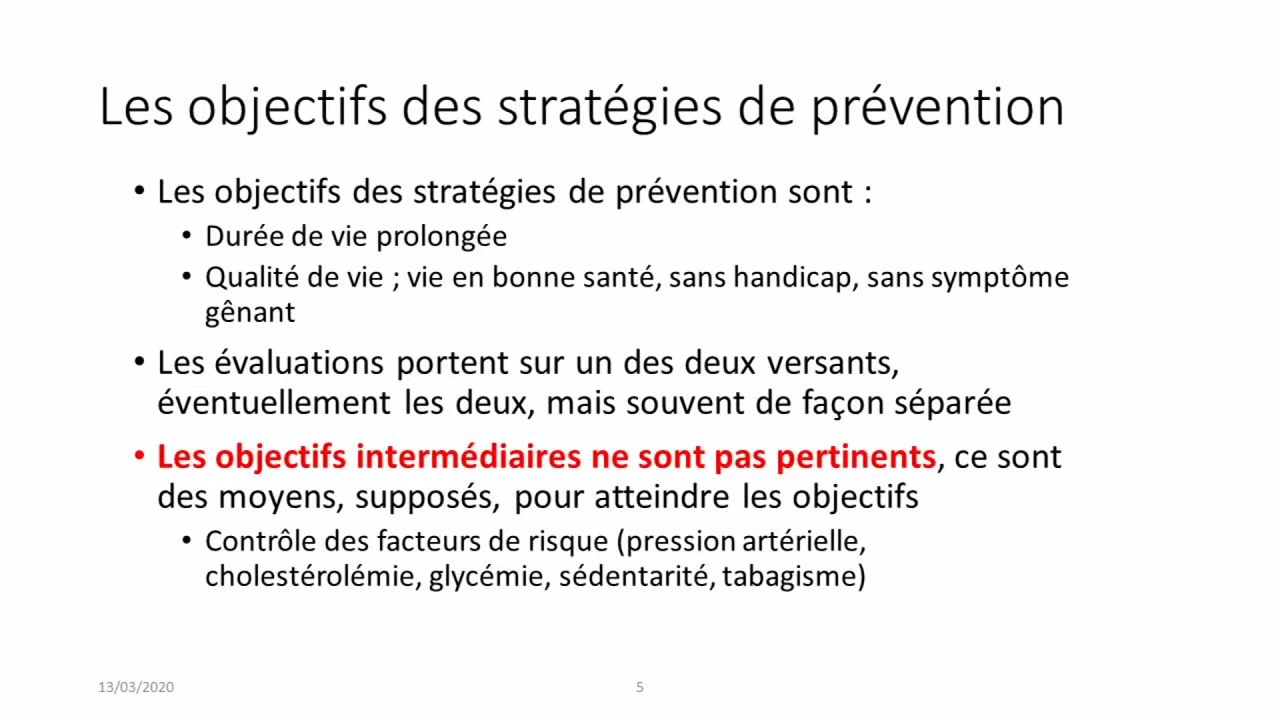 Les objectifs des stratégies de prévention
• Les objectifs des stratégies de prévention sont :
• Durée de vie prolongée
• Qualité de vie ; vie en bonne santé, sans handicap, sans symptôme
gênant
• Les évaluations portent sur un des deux versants,
éventuellement les deux, mais souvent de façon séparée
• Les objectifs intermédiaires ne sont pas pertinents, ce sont
des moyens, supposés, pour atteindre les objectifs
• Contrôle des facteurs de risque (pression artérielle,
cholestérolémie, glycémie, sédentarité, tabagisme)
13/03/2020
5